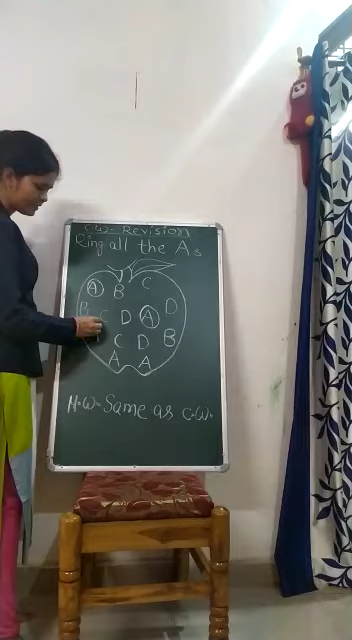 C.W = Revision
Ring all the As
A B C
B C D A D
C D B
A A
H.W = Same as C.W.